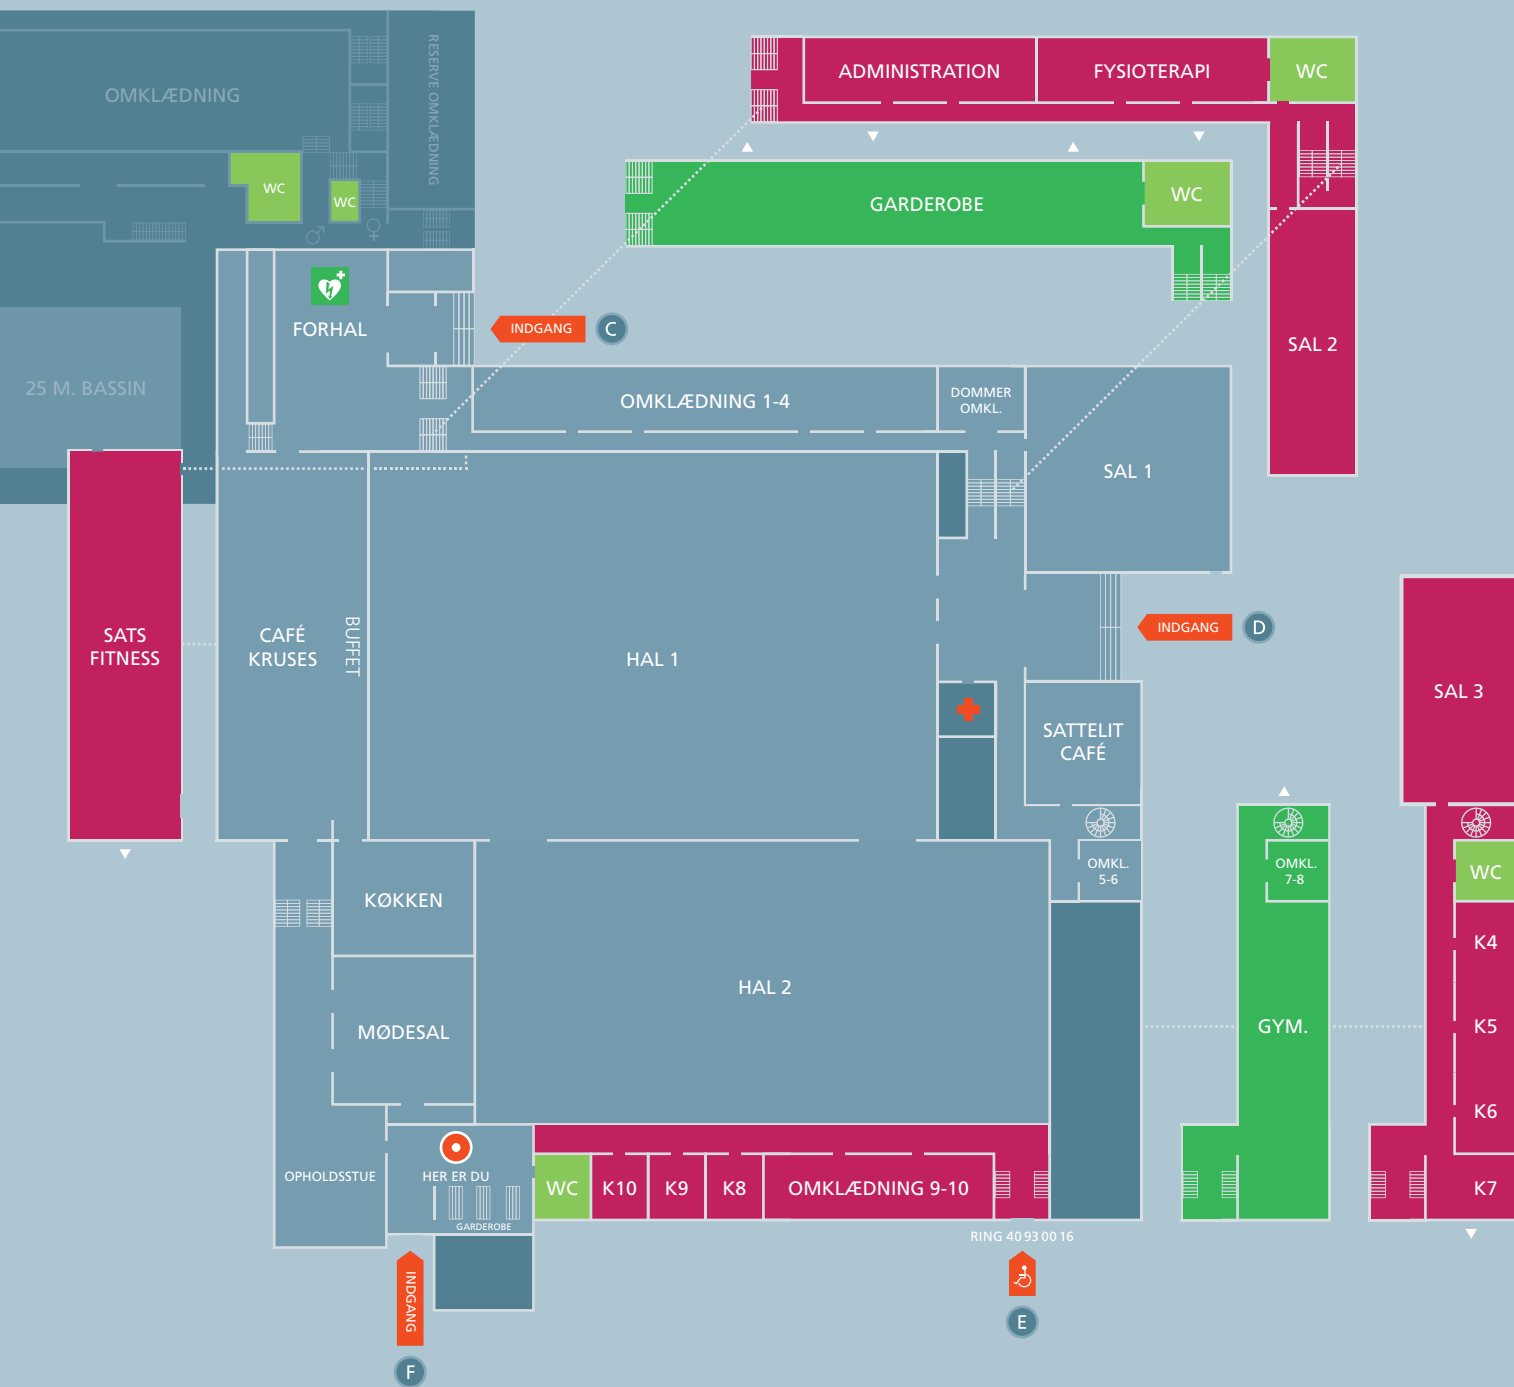 OMKLÆDNING
RESERVE OMKLÆDNING
WC
WC
25 M. BASSIN
ADMINISTRATION
FYSIOTERAPI
WC
GARDEROBE
WC
SAL 2
FORHAL
INDGANG
C
OMKLÆDNING 1-4
DOMMER
OMKL.
SAL 1
SATS
FITNESS
CAFÉ
KRUSES
BUFFET
HAL 1
INDGANG
D
SATTELIT
CAFÉ
SAL 3
OMKL.
5-6
OMKL.
7-8
WC
KØKKEN
K4
HAL 2
MØDESAL
GYM.
K5
K6
OPHOLDSSTUE
HER ER DU
GARDEROBE
WC
K10
K9
K8
OMKLÆDNING 9-10
K7
RING 40 93 00 16
INDGANG
E
F